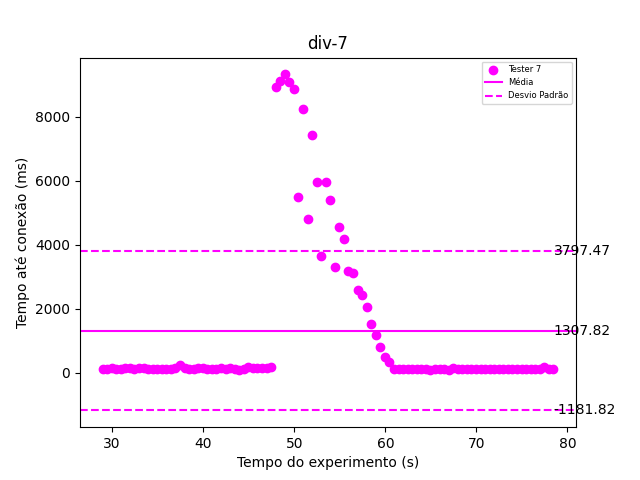 div-7
Tester 7
Média
Desvio Padrão
Tempo até conexão (ms)
8000
6000
4000
2000
0
3797.47
1307.82
-1181.82
30 40 50 60 70 80
Tempo do experimento (s)